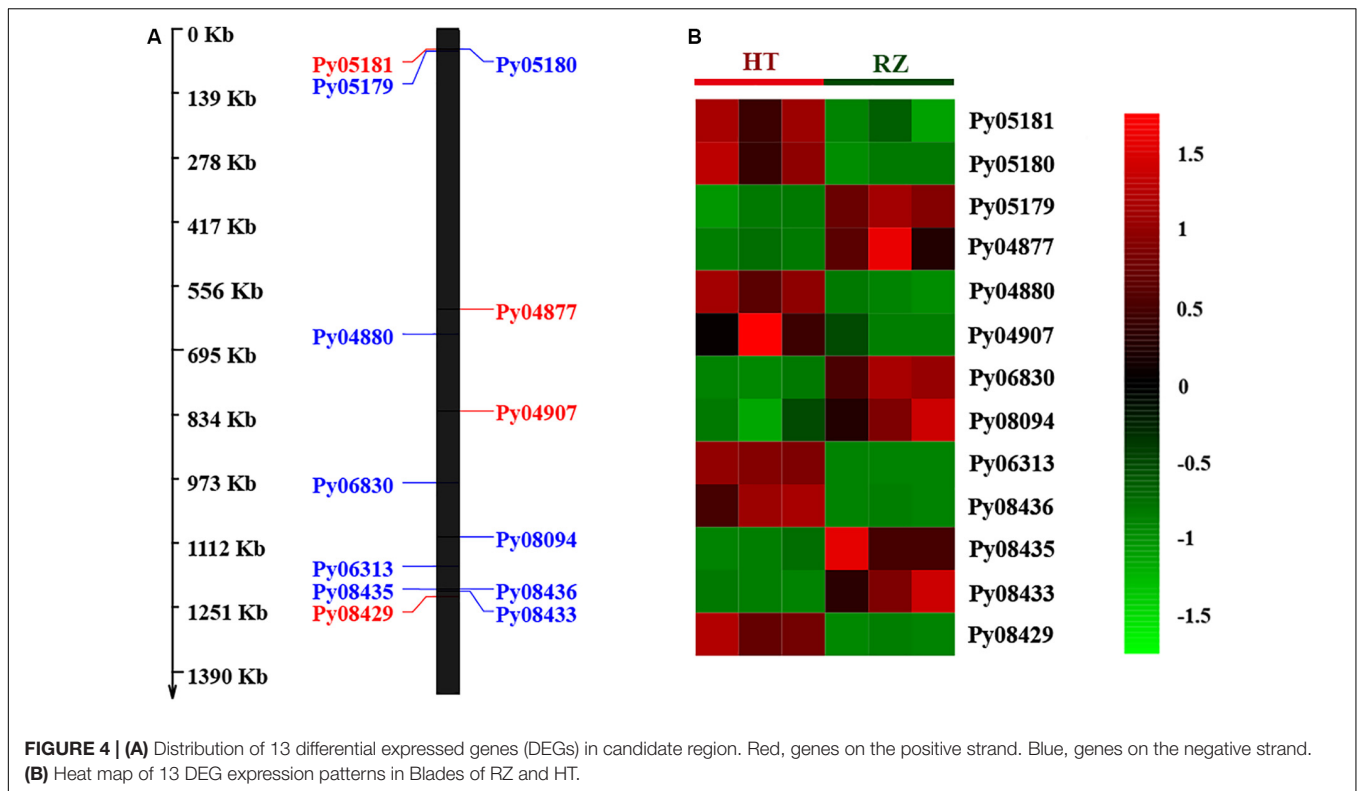 A
0 Kb
139 Kb
278 Kb
417 Kb
556 Kb
695 Kb
834 Kb
973 Kb
1112 Kb
1251 Kb
1390 Kb
Py05181
Py05180
Py05179
Py04877
Py04880
Py04907
Py06830
Py08094
Py06313
Py08435
Py08436
Py08429
Py08433
B
HT
RZ
Py05181
Py05180
Py05179
Py04877
Py04880
Py04907
Py06830
Py08094
Py06313
Py08436
Py08435
Py08433
Py08429
1.5
1
0.5
0
-0.5
-1
-1.5
FIGURE 4 | (A) Distribution of 13 differential expressed genes (DEGs) in candidate region. Red, genes on the positive strand. Blue, genes on the negative strand.
(B) Heat map of 13 DEG expression patterns in Blades of RZ and HT.